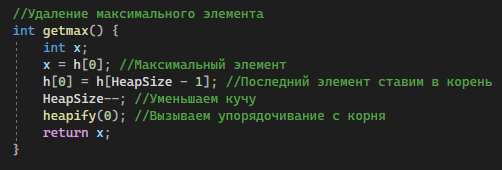 //Удаление максимального элемента
int getmax() {
    int x;
    x = h[0]; //Максимальный элемент
    h[0] = h[HeapSize - 1]; //Последний элемент ставим в корень
    HeapSize--; //Уменьшаем кучу
    heapify(0); //Вызываем упорядочивание с корня
    return x;
}